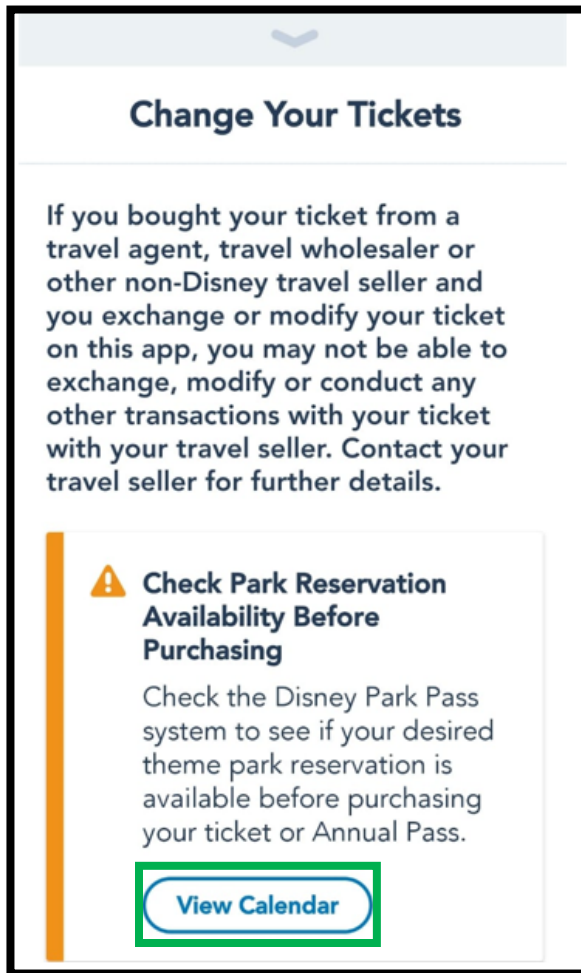 Change Your Tickets
If you bought your ticket from a
travel agent, travel wholesaler or
other non-Disney travel seller and
you exchange or modify your ticket
on this app, you may not be able to
exchange, modify or conduct any
other transactions with your ticket
with your travel seller. Contact your
travel seller for further details.
Check Park Reservation
Availability Before
Purchasing
Check the Disney Park Pass
system to see if your desired
theme park reservation is
available before purchasing
your ticket or Annual Pass.
View Calendar